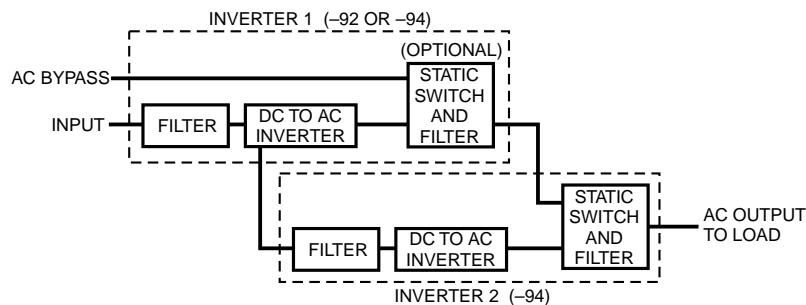 INVERTER 1 (–92 OR –94)
(OPTIONAL)
AC BYPASS
STATIC
SWITCH
AND
FILTER
INPUT
FILTER
DC TO AC
INVERTER
STATIC
SWITCH
AND
FILTER
AC OUTPUT
TO LOAD
FILTER
DC TO AC
INVERTER
INVERTER 2 (–94)